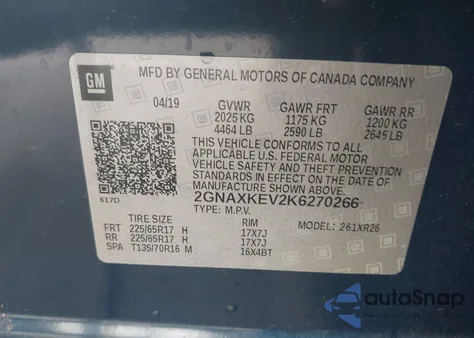 GM
MFD BY GENERAL MOTORS OF CANADA COMPANY
04/19 GVWR GAWR FRT GAWR RR
2025 KG 1175 KG 1200 KG
4464 LB 2590 LB 2645 LB
THIS VEHICLE CONFORMS TO ALL
APPLICABLE U.S. FEDERAL MOTOR
VEHICLE SAFETY AND THEFT PREVENTION
STANDARDS IN EFFECT ON THE DATE
OF MANUFACTURE SHOWN ABOVE.
617D 2GNAXKEV2K6270266
TYPE: M.P.V. MODEL: 261XR26
TIRE SIZE RIM
FRT 225/65R17 H 17X7J
RR 225/65R17 H 17X7J
SPA T135/70R16 M 16X4BT
autoSnap